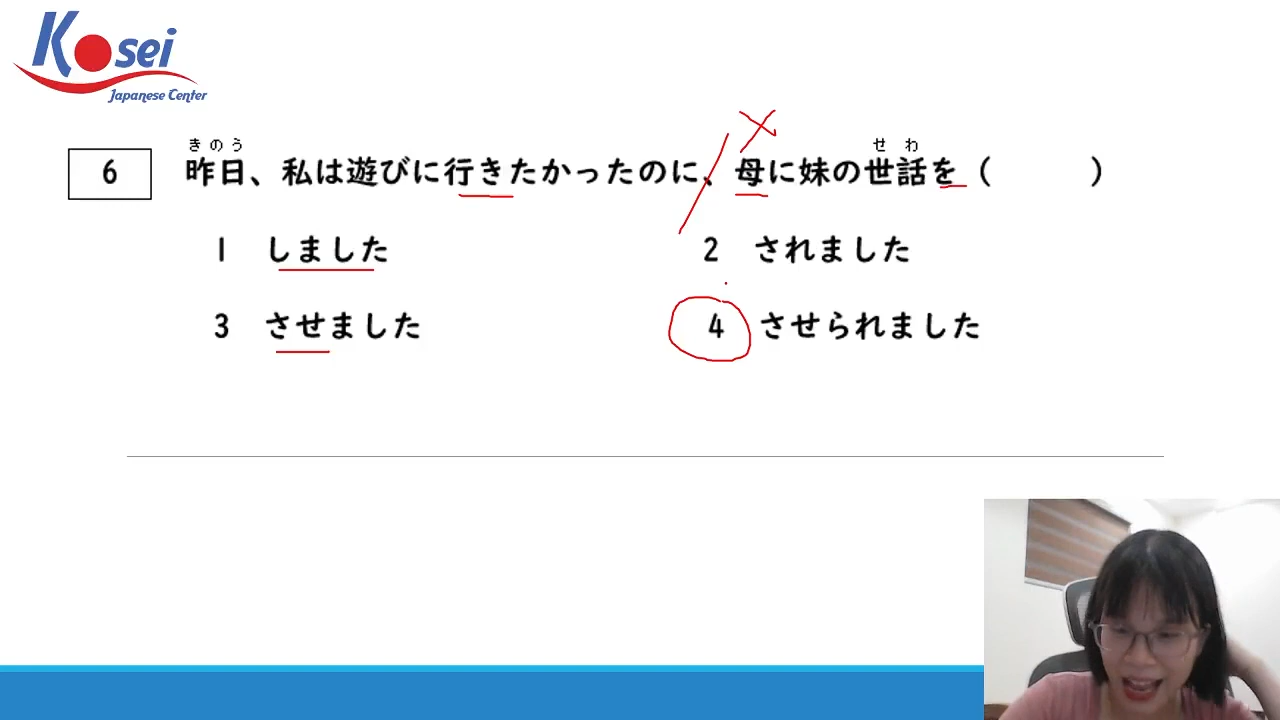 Kosei
Japanese Center
きのう せわ
6 昨日、私は遊びに行きたかったのに、母に妹の世話を( )
1 しました 2 されました
3 させました 4 させられました